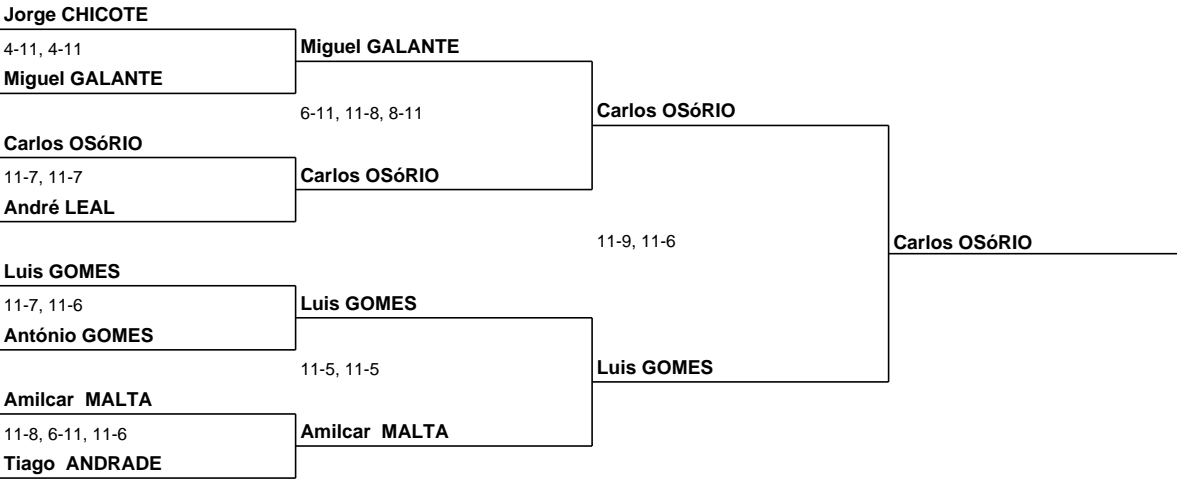 Jorge CHICOTE
4-11, 4-11
Miguel GALANTE
Miguel GALANTE
6-11, 11-8, 8-11
Carlos OSóRIO
Carlos OSóRIO
11-7, 11-7
Carlos OSóRIO
André LEAL
11-9, 11-6
Carlos OSóRIO
Luis GOMES
11-7, 11-6
Luis GOMES
António GOMES
11-5, 11-5
Luis GOMES
Amilcar  MALTA
11-8, 6-11, 11-6
Amilcar  MALTA
Tiago  ANDRADE